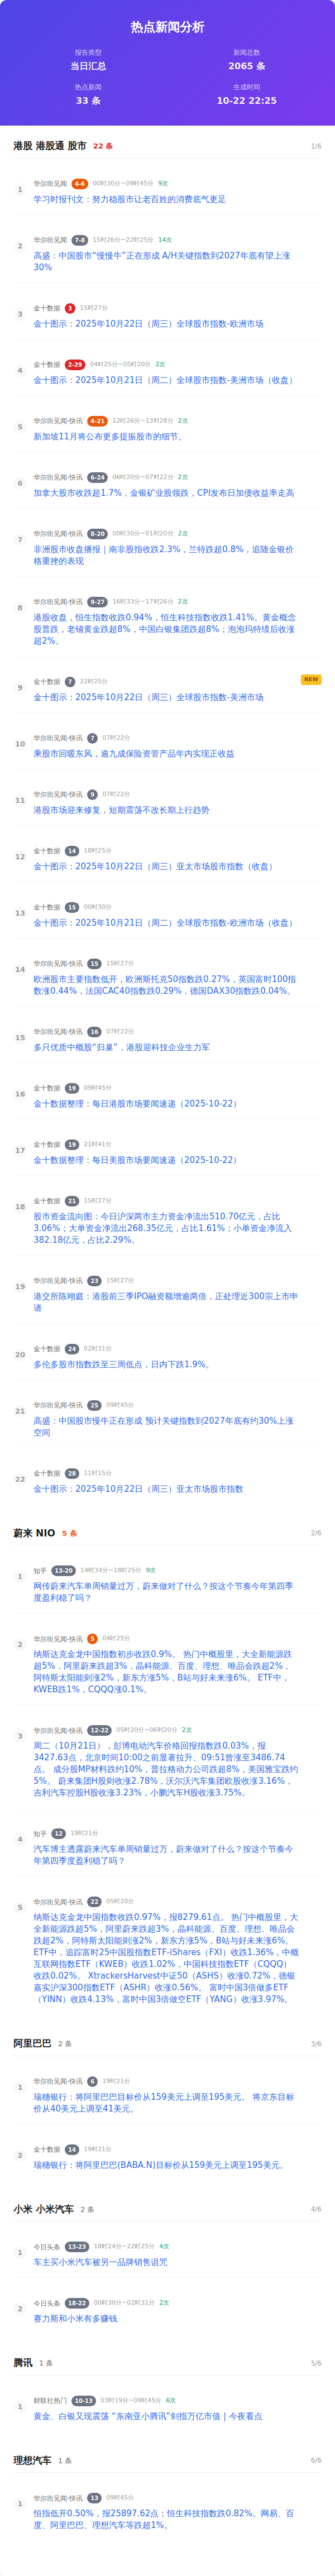 热点新闻分析
报告类型
当日汇总
新闻总数
2065 条
热点新闻
33 条
生成时间
10-22 22:25
港股 港股通 股市 22 条 1/6
1
华尔街见闻 4-6 00时30分~09时45分 9次
学习时报刊文：努力稳股市让老百姓的消费底气更足
2
华尔街见闻 7-8 15时26分~22时25分 14次
高盛：中国股市“慢慢牛”正在形成 A/H关键指数到2027年底有望上涨
30%
3
金十数据 3 15时27分
金十图示：2025年10月22日（周三）全球股市指数-欧洲市场
4
金十数据 2-29 04时25分~05时20分 2次
金十图示：2025年10月21日（周二）全球股市指数-美洲市场（收盘）
5
华尔街见闻-快讯 4-21 12时26分~13时28分 2次
新加坡11月将公布更多提振股市的细节。
6
华尔街见闻-快讯 6-24 06时20分~07时22分 2次
加拿大股市收跌超1.7%，金银矿业股领跌，CPI发布日加债收益率走高
7
华尔街见闻-快讯 8-20 00时30分~01时20分 2次
非洲股市收盘播报｜南非股指收跌2.3%，兰特跌超0.8%，追随金银价
格重挫的表现
8
华尔街见闻-快讯 9-27 16时33分~17时26分 2次
港股收盘，恒生指数收跌0.94%，恒生科技指数收跌1.41%。黄金概念
股普跌，老铺黄金跌超8%，中国白银集团跌超8%；泡泡玛特绩后收涨
超2%。
9
金十数据 7 22时25分
NEW
金十图示：2025年10月22日（周三）全球股市指数-美洲市场
10
华尔街见闻-快讯 7 07时22分
乘股市回暖东风，逾九成保险资管产品年内实现正收益
11
华尔街见闻-快讯 9 07时22分
港股市场迎来修复，短期震荡不改长期上行趋势
12
金十数据 14 18时25分
金十图示：2025年10月22日（周三）亚太市场股市指数（收盘）
13
金十数据 15 00时30分
金十图示：2025年10月21日（周二）全球股市指数-欧洲市场（收盘）
14
华尔街见闻-快讯 15 15时27分
欧洲股市主要指数低开，欧洲斯托克50指数跌0.27%，英国富时100指
数涨0.44%，法国CAC40指数跌0.29%，德国DAX30指数跌0.04%。
15
华尔街见闻-快讯 16 07时22分
多只优质中概股“归巢”，港股迎科技企业生力军
16
金十数据 19 09时45分
金十数据整理：每日港股市场要闻速递（2025-10-22）
17
金十数据 19 21时41分
金十数据整理：每日美股市场要闻速递（2025-10-22）
18
金十数据 21 15时27分
股市资金流向图：今日沪深两市主力资金净流出510.70亿元，占比
3.06%；大单资金净流出268.35亿元，占比1.61%；小单资金净流入
382.18亿元，占比2.29%。
19
华尔街见闻-快讯 23 15时27分
港交所陈翊庭：港股前三季IPO融资额增逾两倍，正处理近300宗上市申
请
20
金十数据 24 02时31分
多伦多股市指数跌至三周低点，日内下跌1.9%。
21
华尔街见闻-快讯 25 09时45分
高盛：中国股市慢牛正在形成 预计关键指数到2027年底有约30%上涨
空间
22
金十数据 28 11时15分
金十图示：2025年10月22日（周三）亚太市场股市指数
蔚来 NIO 5 条 2/6
1
知乎 13-20 14时34分~18时25分 9次
网传蔚来汽车单周销量过万，蔚来做对了什么？按这个节奏今年第四季
度盈利稳了吗？
2
华尔街见闻-快讯 5 04时25分
纳斯达克金龙中国指数初步收跌0.9%。 热门中概股里，大全新能源跌
超5%，阿里蔚来跌超3%，晶科能源、百度、理想、唯品会跌超2%，
阿特斯太阳能则涨2%，新东方涨5%，B站与好未来涨6%。 ETF中，
KWEB跌1%，CQQQ涨0.1%。
3
华尔街见闻-快讯 12-22 05时20分~06时20分 2次
周二（10月21日），彭博电动汽车价格回报指数跌0.03%，报
3427.63点，北京时间10:00之前显著拉升、09:51曾涨至3486.74
点。 成分股MP材料跌约10%，普拉格动力公司跌超8%，美国雅宝跌约
5%。 蔚来集团H股则收涨2.78%，沃尔沃汽车集团欧股收涨3.16%，
吉利汽车控股H股收涨3.23%，小鹏汽车H股收涨3.75%。
4
知乎 12 19时21分
汽车博主透露蔚来汽车单周销量过万，蔚来做对了什么？按这个节奏今
年第四季度盈利稳了吗？
5
华尔街见闻-快讯 22 05时20分
纳斯达克金龙中国指数收跌0.97%，报8279.61点。 热门中概股里，大
全新能源跌超5%，阿里蔚来跌超3%，晶科能源、百度、理想、唯品会
跌超2%，阿特斯太阳能则涨2%，新东方涨5%，B站与好未来涨6%。
ETF中，追踪富时25中国股指数ETF-iShares（FXI）收跌1.36%，中概
互联网指数ETF（KWEB）收跌1.02%，中国科技指数ETF（CQQQ）
收跌0.02%。 XtrackersHarvest中证50（ASHS）收涨0.72%，德银
嘉实沪深300指数ETF（ASHR）收涨0.56%。 富时中国3倍做多ETF
（YINN）收跌4.13%，富时中国3倍做空ETF（YANG）收涨3.97%。
阿里巴巴 2 条 3/6
1
华尔街见闻-快讯 6 19时21分
瑞穗银行：将阿里巴巴目标价从159美元上调至195美元。 将京东目标
价从40美元上调至41美元。
2
金十数据 14 19时21分
瑞穗银行：将阿里巴巴(BABA.N)目标价从159美元上调至195美元。
小米 小米汽车 2 条 4/6
1
今日头条 13-23 18时24分~22时25分 4次
车主买小米汽车被另一品牌销售诅咒
2
今日头条 18-22 00时30分~02时31分 2次
赛力斯和小米有多赚钱
腾讯 1 条 5/6
1
财联社热门 10-13 03时19分~09时45分 6次
黄金、白银又现震荡 “东南亚小腾讯”剑指万亿市值 | 今夜看点
理想汽车 1 条 6/6
1
华尔街见闻-快讯 13 09时45分
恒指低开0.50%，报25897.62点；恒生科技指数跌0.82%。网易、百
度、阿里巴巴、理想汽车等跌超1%。